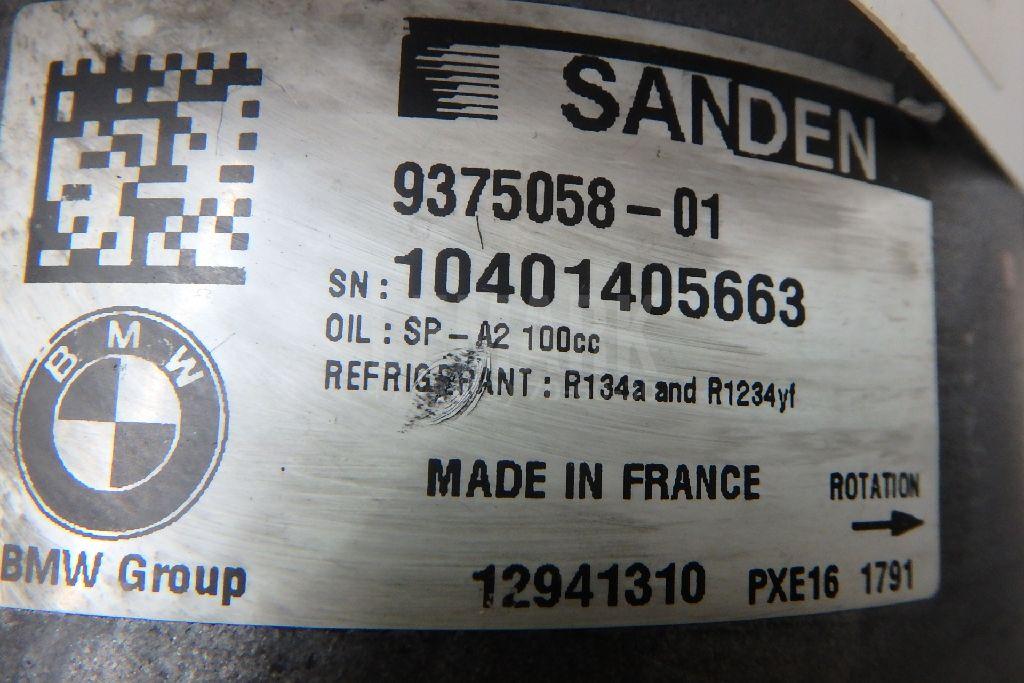 SANDEN
9375058-01
SN: 10401405663
OIL: SP-A2 100cc
REFRIGERANT: R134a and R1234yf
BMW
BMW Group
MADE IN FRANCE
ROTATION
12941310 PXE16 1791